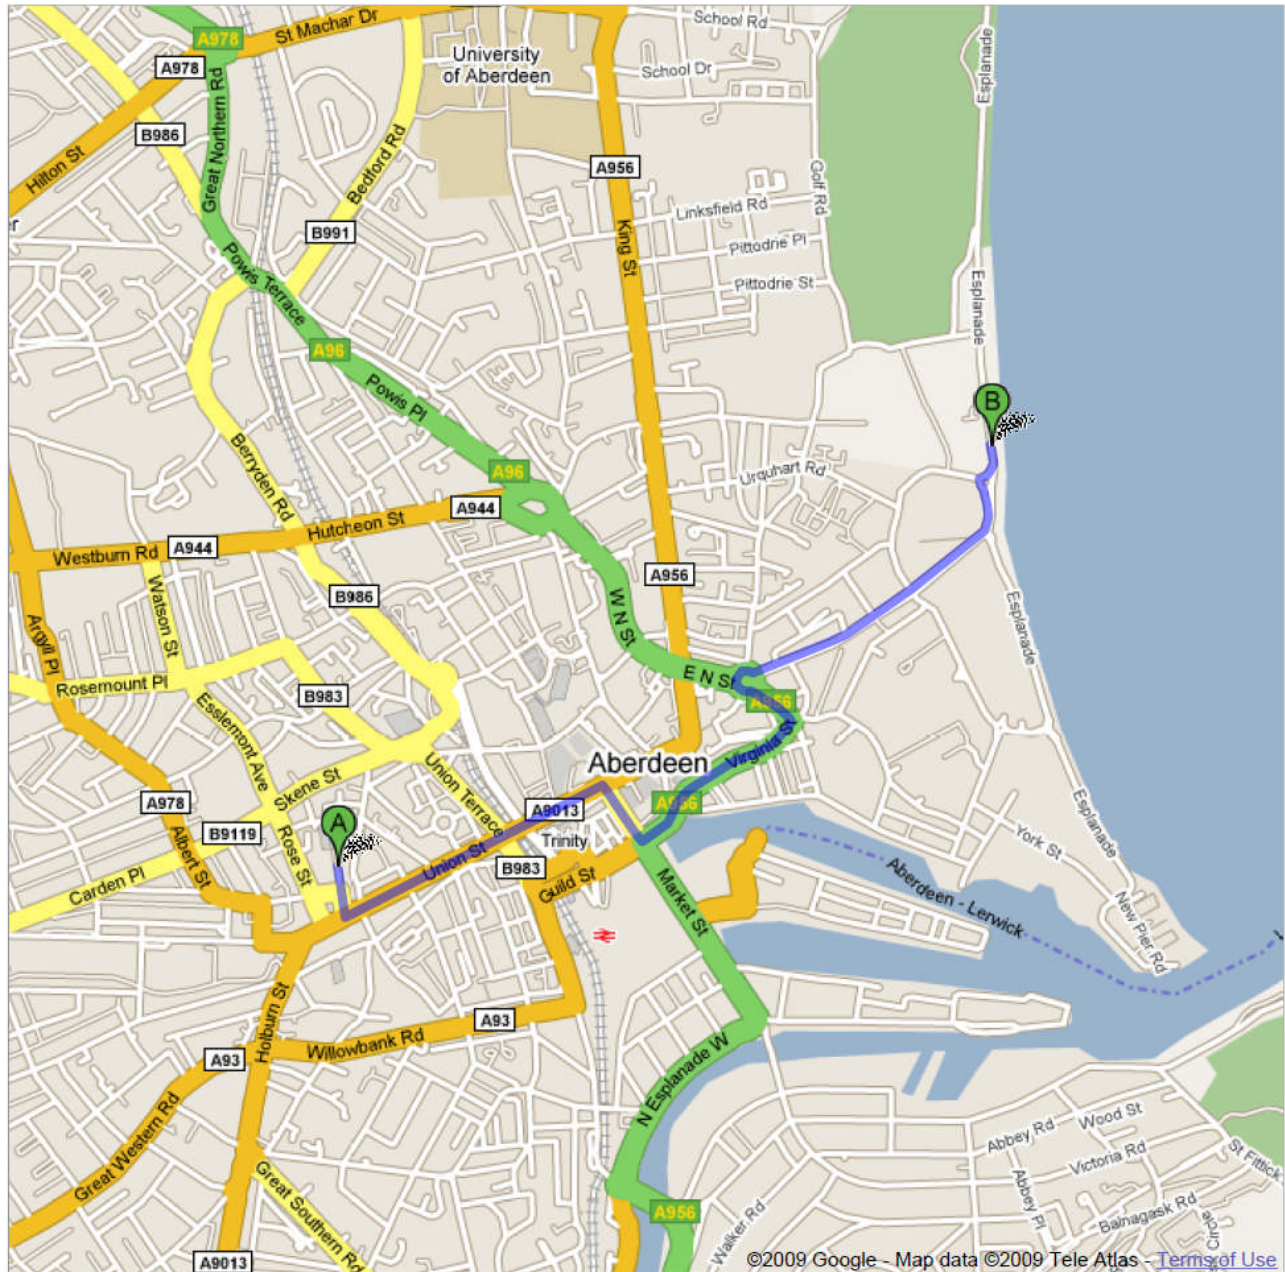 A978
St Machar Dr
School Rd
Esplanade
University
of Aberdeen
A978
School Dr
Great Northern Rd
B986
Hilton St
Bedford Rd
A956
Golf Rd
Linksfield Rd
er
B991
King St
Pittodrie Pl
Powis Terrace
Pittodrie St
Esplanade
A96
Powis Pl
B
Berryden Rd
A96
Urquhart Rd
A944
Hutcheon St
Westburn Rd
A944
A956
Watson St
B986
W N St
Argyll Pl
Esplanade
Rosemount Pl
E N St
B983
A956
Esslemont Ave
Virginia St
Aberdeen
Union Terrace
Skene St
A978
A9013
A956
Esplanade
A
B9119
Albert St
Rose St
Trinity
York St
Union St
B983
Carden Pl
Guild St
Market St
Aberdeen - Lerwick
New Pier Rd
Holburn St
A93
Willowbank Rd
A93
N Esplanade W
Great Western Rd
Abbey Rd
Wood St
Victoria Rd
St Fittick
Great Southern Rd
Abbey Pl
Balnagask Rd
A956
Walker Rd
Circle
A9013
©2009 Google - Map data ©2009 Tele Atlas - Terms of Use